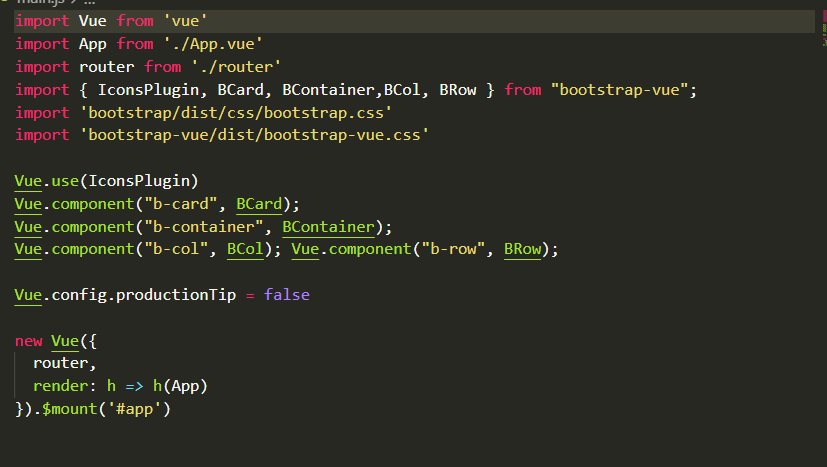 main.js > ...
import Vue from 'vue'
import App from './App.vue'
import router from './router'
import { IconsPlugin, BCard, BContainer,BCol, BRow } from "bootstrap-vue";
import 'bootstrap/dist/css/bootstrap.css'
import 'bootstrap-vue/dist/bootstrap-vue.css'
Vue.use(IconsPlugin)
Vue.component("b-card", BCard);
Vue.component("b-container", BContainer);
Vue.component("b-col", BCol); Vue.component("b-row", BRow);
Vue.config.productionTip = false
new Vue({
  router,
  render: h => h(App)
}).$mount('#app')